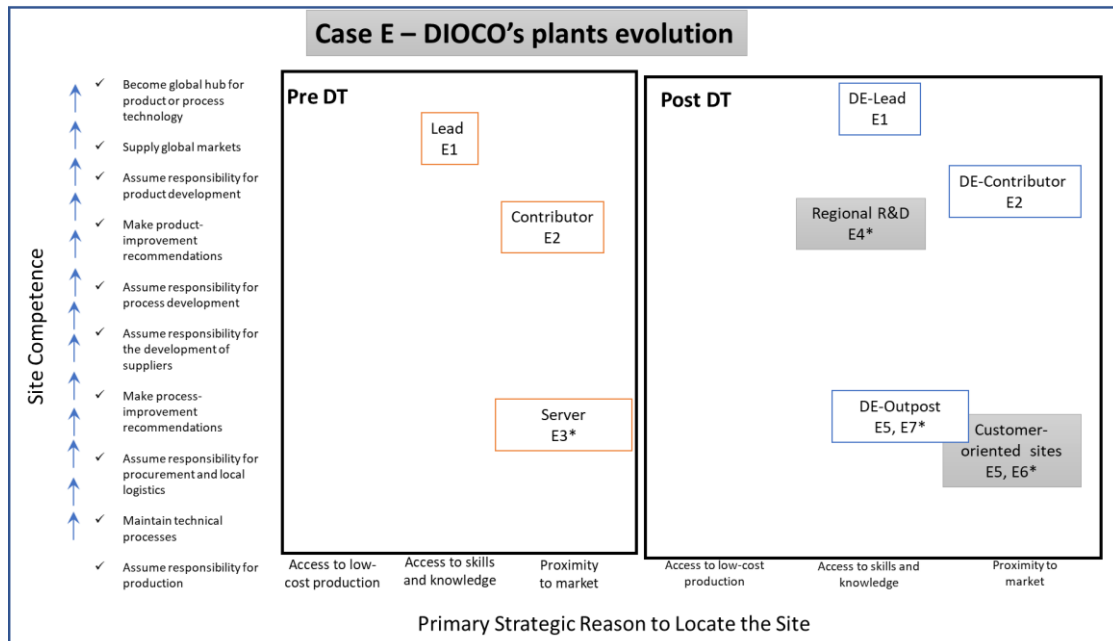 Case E – DIOCO's plants evolution
Site Competence
✓ Become global hub for
product or process
technology
✓ Supply global markets
✓ Assume responsibility for
product development
✓ Make product-
improvement
recommendations
✓ Assume responsibility for
process development
✓ Assume responsibility for
the development of
suppliers
✓ Make process-
improvement
recommendations
✓ Assume responsibility for
procurement and local
logistics
✓ Maintain technical
processes
✓ Assume responsibility for
production
Pre DT
Lead
E1
Contributor
E2
Server
E3*
Access to low-
cost production
Access to skills
and knowledge
Proximity
to market
Post DT
DE-Lead
E1
DE-Contributor
E2
Regional R&D
E4*
DE-Outpost
E5, E7*
Customer-
oriented sites
E5, E6*
Access to low-cost
production
Access to skills and
knowledge
Proximity to
market
Primary Strategic Reason to Locate the Site